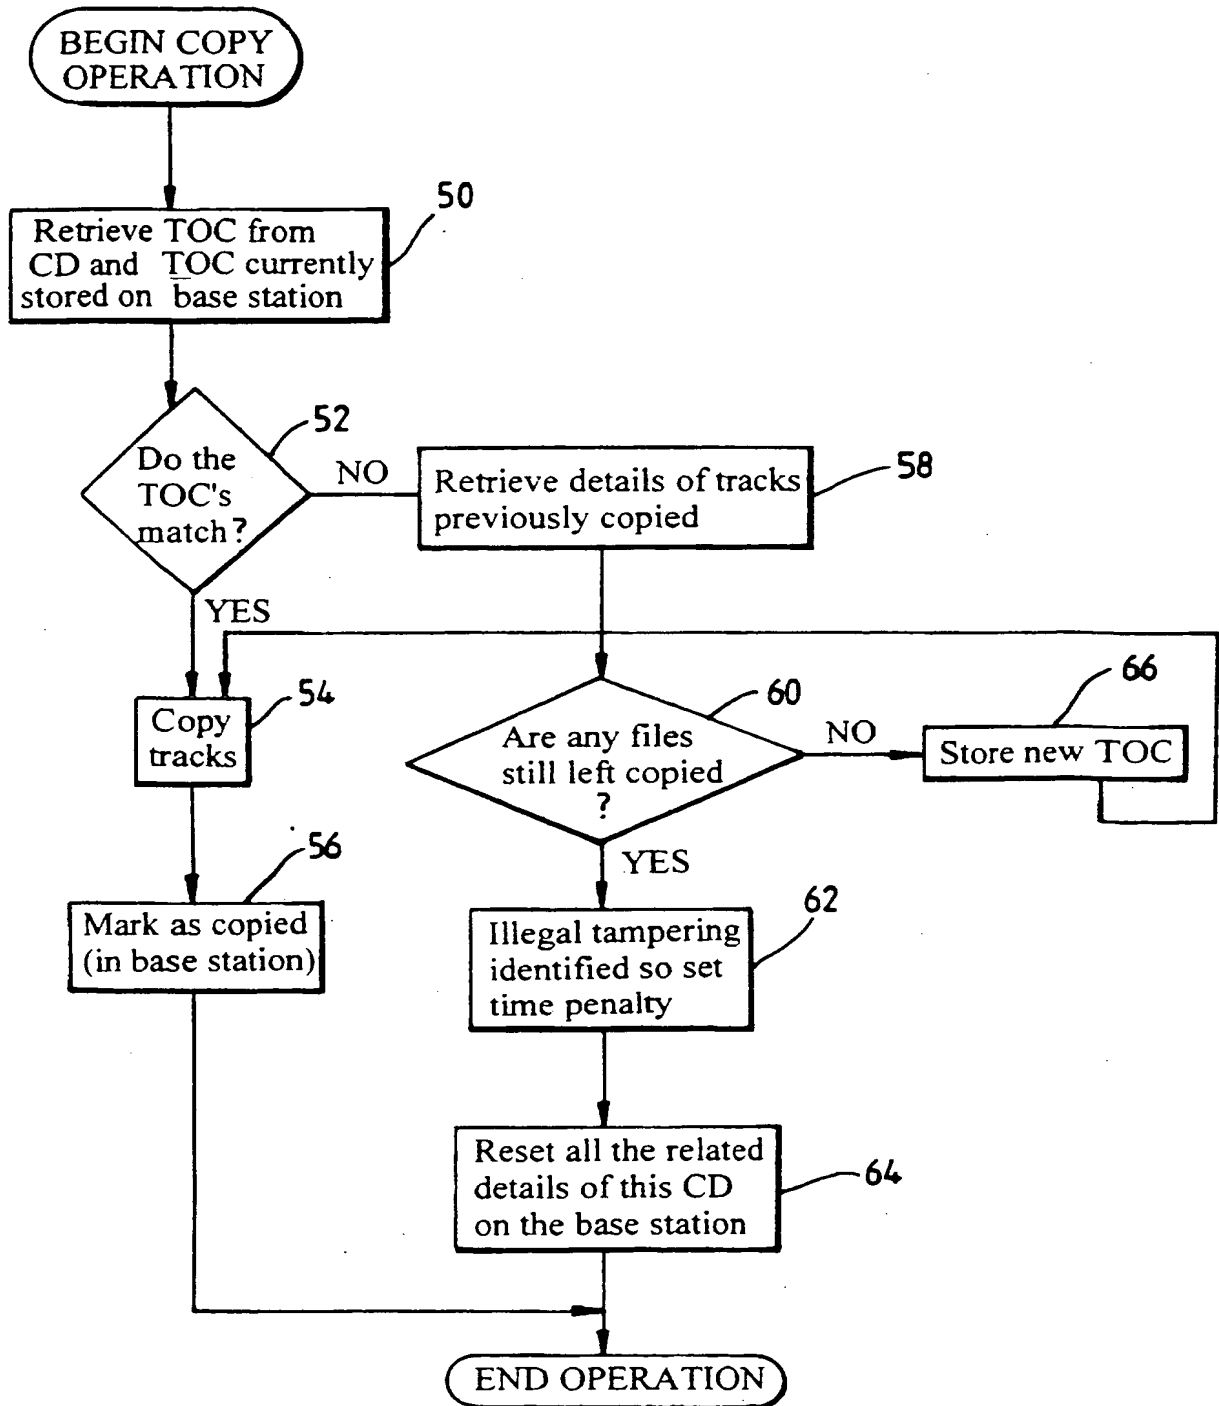 BEGIN COPY
OPERATION
50
Retrieve TOC from
CD and TOC currently
stored on base station
52
Do the
TOC's
match?
NO
Retrieve details of tracks
previously copied
58
YES
54
Copy
tracks
60
Are any files
still left copied
?
NO
66
Store new TOC
YES
56
Mark as copied
(in base station)
62
Illegal tampering
identified so set
time penalty
Reset all the related
details of this CD
on the base station
64
END OPERATION